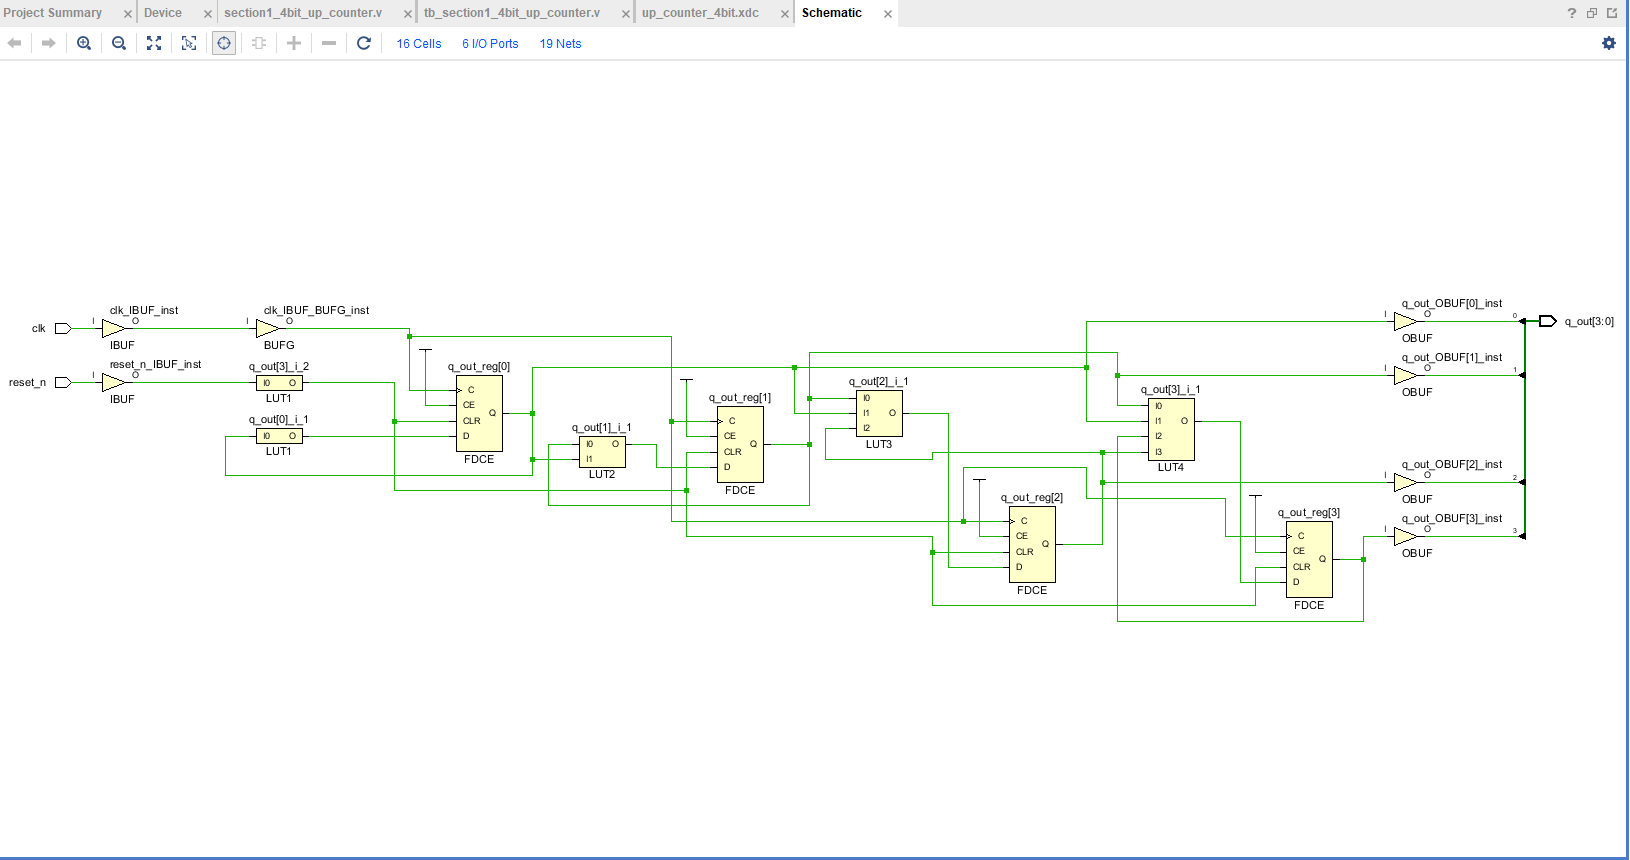 Project Summary
Device
section1_4bit_up_counter.v
tb_section1_4bit_up_counter.v
up_counter_4bit.xdc
Schematic
?
16 Cells
6 I/O Ports
19 Nets
clk
I
clk_IBUF_inst
O
IBUF
I
clk_IBUF_BUFG_inst
O
BUFG
reset_n
I
reset_n_IBUF_inst
O
IBUF
q_out[3]_i_2
I0 O
LUT1
q_out[0]_i_1
I0 O
LUT1
q_out_reg[0]
C
CE
CLR
D
Q
FDCE
q_out[1]_i_1
I0 O
I1
LUT2
q_out_reg[1]
C
CE
CLR
D
Q
FDCE
q_out[2]_i_1
I0
I1 O
I2
LUT3
q_out_reg[2]
C
CE
CLR
D
Q
FDCE
q_out[3]_i_1
I0
I1 O
I2
I3
LUT4
q_out_reg[3]
C
CE
CLR
D
Q
FDCE
q_out_OBUF[0]_inst
I O
OBUF
0
q_out[3:0]
q_out_OBUF[1]_inst
I O
OBUF
1
q_out_OBUF[2]_inst
I O
OBUF
2
q_out_OBUF[3]_inst
I O
OBUF
3